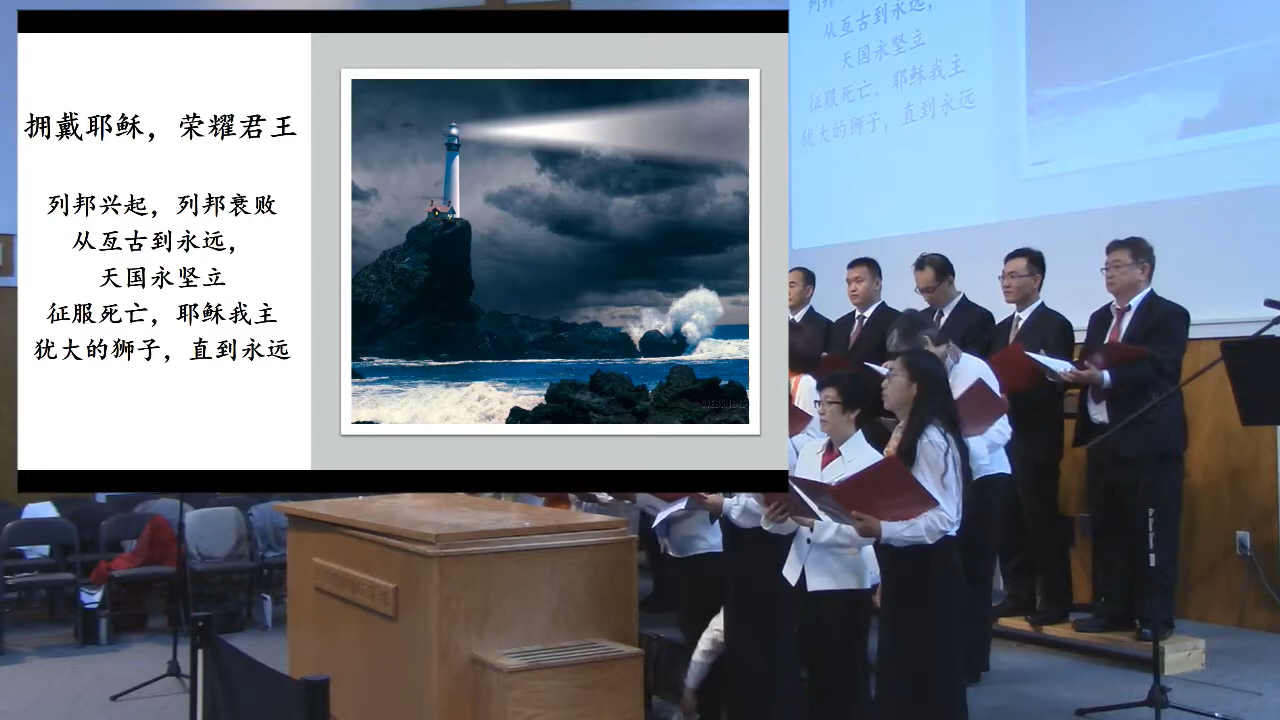 拥戴耶稣，荣耀君王
列邦兴起，列邦衰败
从亙古到永远，
天国永坚立
征服死亡，耶稣我主
犹大的狮子，直到永远
从亙古到永远，
天国永坚立
征服死亡，耶稣我主
犹大的狮子，直到永远